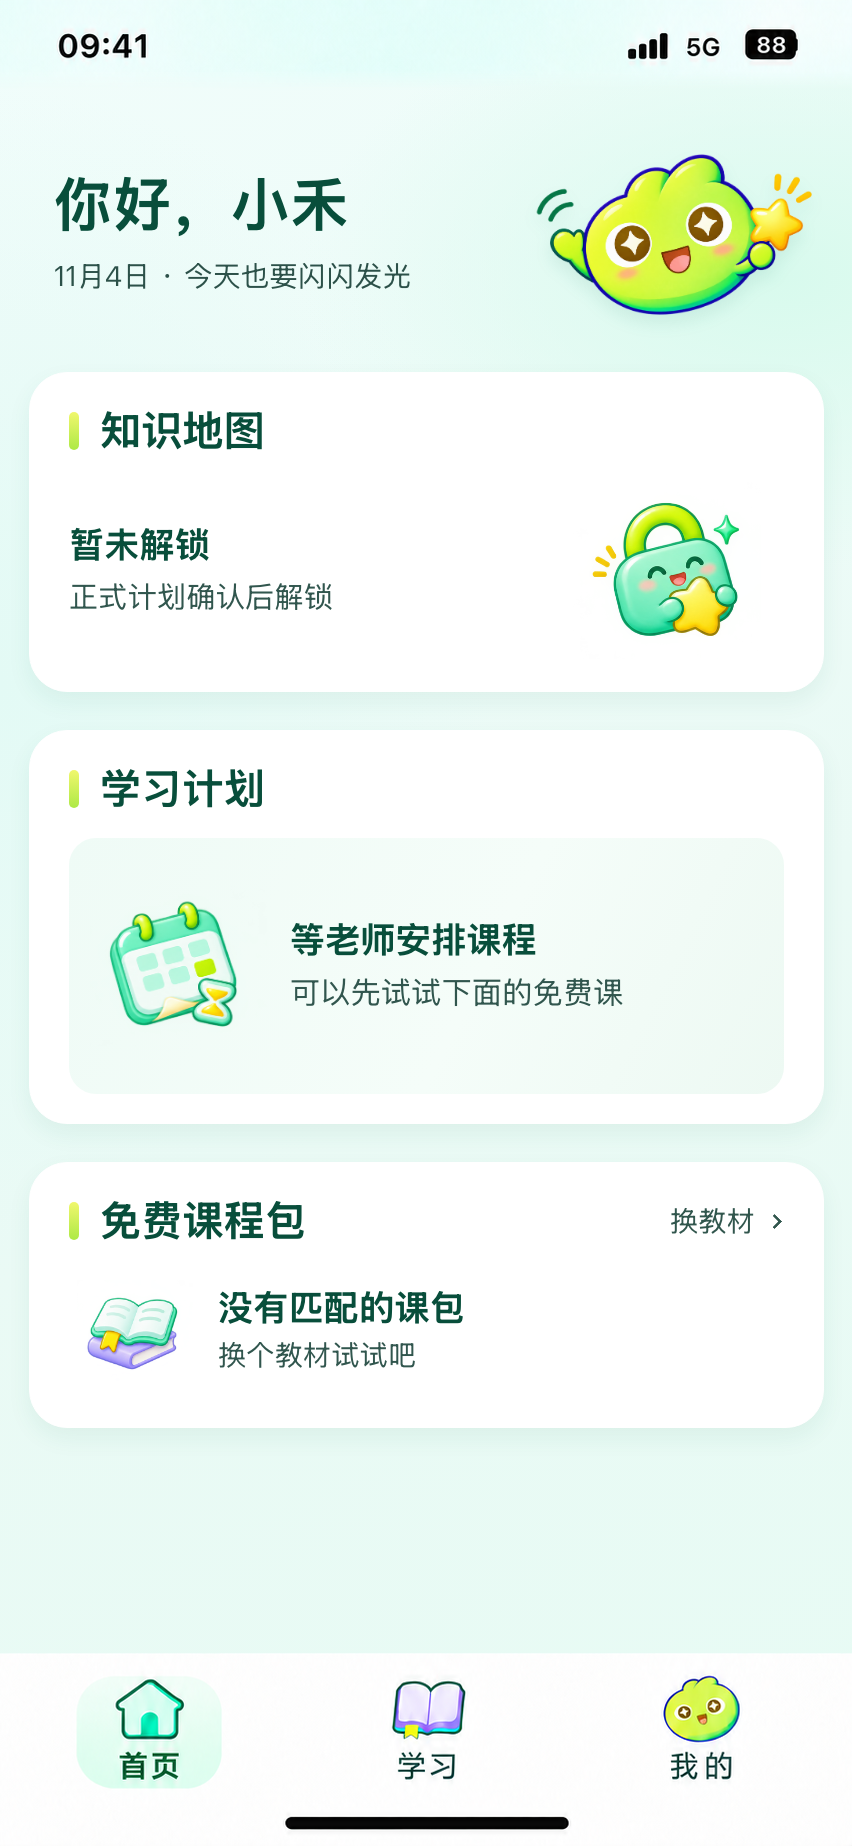 09:41
5G
88
你好，小禾
11月4日 · 今天也要闪闪发光
知识地图
暂未解锁
正式计划确认后解锁
学习计划
等老师安排课程
可以先试试下面的免费课
免费课程包
换教材 >
没有匹配的课包
换个教材试试吧
首页
学习
我的